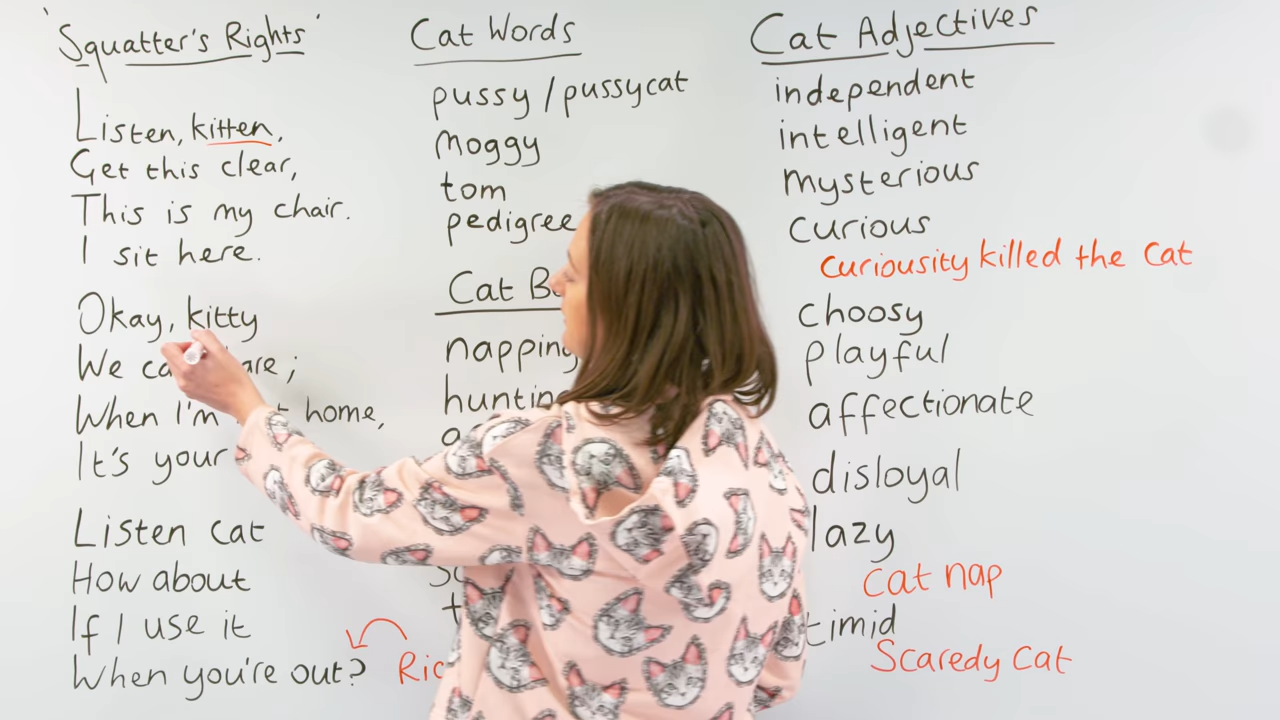 'Squatter's Rights'
Listen, kitten,
Get this clear,
This is my chair.
I sit here.
Okay, kitty
We
When I'm home,
It's your
Listen Cat
How about
If I use it
When you're out?
Cat Words
pussy / pussycat
moggy
tom
pedigree
Cat
napping
Cat Adjectives
independent
intelligent
mysterious
curious
curiousity killed the cat
choosy
playful
affectionate
disloyal
lazy
cat nap
timid
Scaredy Cat